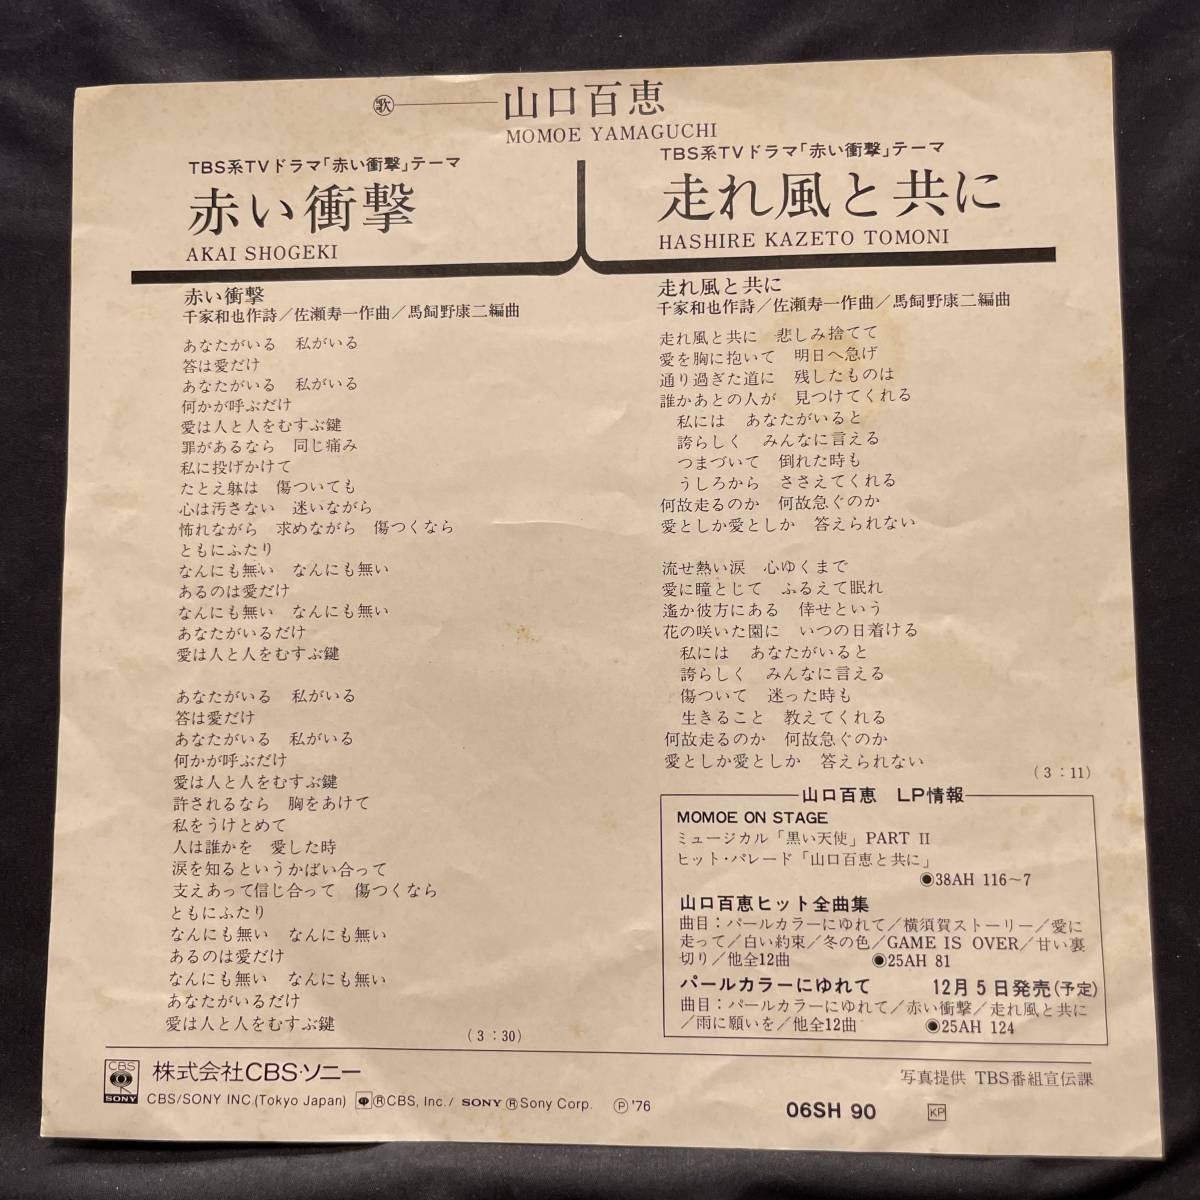 歌 山口百恵
MOMOE YAMAGUCHI
TBS系TVドラマ「赤い衝撃」テーマ
赤い衝撃
AKAI SHOGEKI
TBS系TVドラマ「赤い衝撃」テーマ
走れ風と共に
HASHIRE KAZETO TOMONI
赤い衝撃
千家和也作詩／佐瀬寿一作曲／馬飼野康二編曲
あなたがいる　私がいる
答は愛だけ
あなたがいる　私がいる
何かが呼ぶだけ
愛は人と人をむすぶ鍵
罪があるなら　同じ痛み
私に投げかけて
たとえ躰は　傷ついても
心は汚さない　迷いながら
怖れながら　求めながら　傷つくなら
ともにふたり
なんにも無い　なんにも無い
あるのは愛だけ
なんにも無い　なんにも無い
あなたがいるだけ
愛は人と人をむすぶ鍵
あなたがいる　私がいる
答は愛だけ
あなたがいる　私がいる
何かが呼ぶだけ
愛は人と人をむすぶ鍵
許されるなら　胸をあけて
私をうけとめて
人は誰かを　愛した時
涙を知るというかばい合って
支えあって信じ合って　傷つくなら
ともにふたり
なんにも無い　なんにも無い
あるのは愛だけ
なんにも無い　なんにも無い
あなたがいるだけ
愛は人と人をむすぶ鍵
(3：30)
走れ風と共に
千家和也作詩／佐瀬寿一作曲／馬飼野康二編曲
走れ風と共に　悲しみ捨てて
愛を胸に抱いて　明日へ急げ
通り過ぎた道に　残したものは
誰かあとの人が　見つけてくれる
私には　あなたがいると
誇らしく　みんなに言える
つまづいて　倒れた時も
うしろから　ささえてくれる
何故走るのか　何故急ぐのか
愛としか愛としか　答えられない
流せ熱い涙　心ゆくまで
愛に瞳とじて　ふるえて眠れ
遙か彼方にある　倖せという
花の咲いた園に　いつの日着ける
私には　あなたがいると
誇らしく　みんなに言える
傷ついて　迷った時も
生きること　教えてくれる
何故走るのか　何故急ぐのか
愛としか愛としか　答えられない
(3：11)
山口百恵　LP情報
MOMOE ON STAGE
ミュージカル「黒い天使」PART II
ヒット・パレード「山口百恵と共に」
◉38AH 116〜7
山口百恵ヒット全曲集
曲目：パールカラーにゆれて／横須賀ストーリー／愛に
走って／白い約束／冬の色／GAME IS OVER／甘い裏
切り／他全12曲　◉25AH 81
パールカラーにゆれて　12月5日発売(予定)
曲目：パールカラーにゆれて／赤い衝撃／走れ風と共に
／雨に願いを／他全12曲　◉25AH 124
CBS SONY 株式会社CBS・ソニー
CBS/SONY INC.(Tokyo Japan) ⓇCBS, Inc./ SONY ⓇSony Corp. Ⓟ'76
写真提供 TBS番組宣伝課
06SH 90 KP